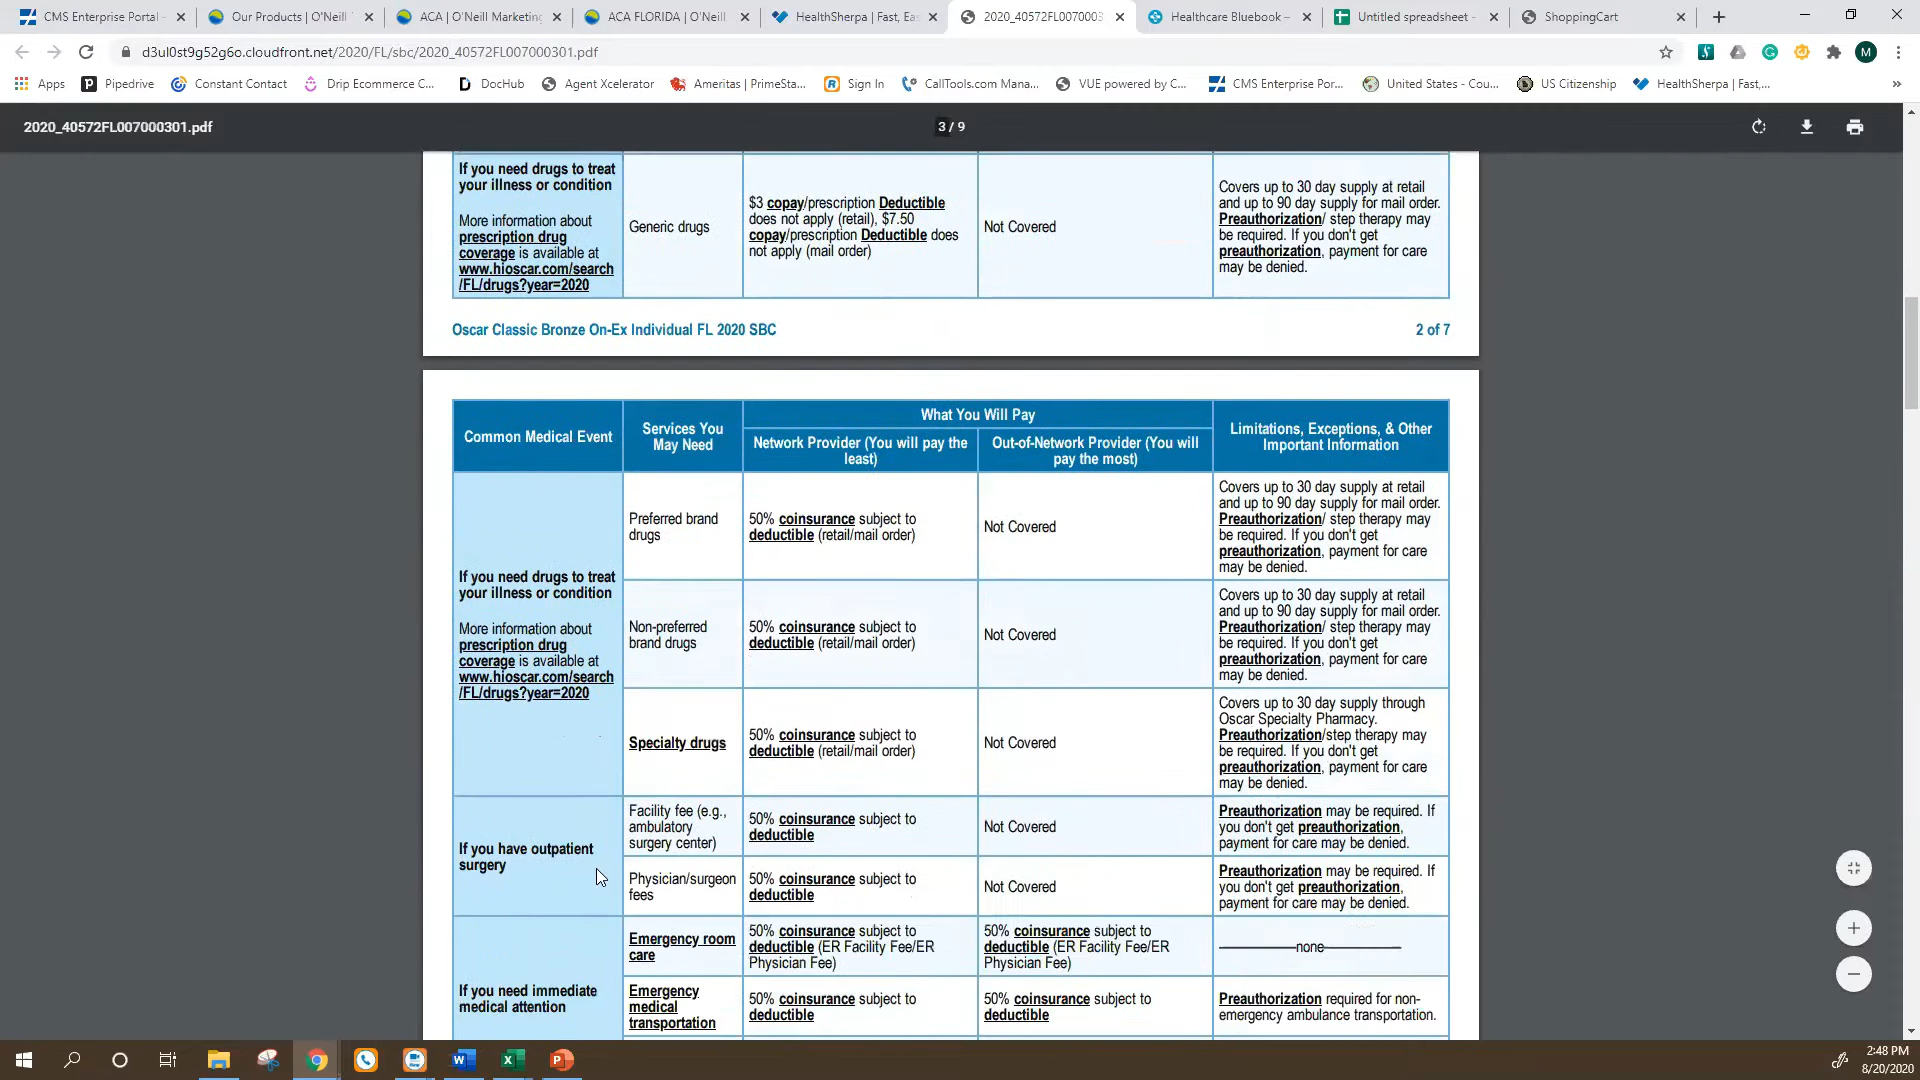 CMS Enterprise Portal -
Our Products | O'Neill
ACA | O'Neill Marketing
ACA FLORIDA | O'Neill
HealthSherpa | Fast, Eas
2020_40572FL0070003
Healthcare Bluebook –
Untitled spreadsheet -
ShoppingCart
d3ul0st9g52g6o.cloudfront.net/2020/FL/sbc/2020_40572FL007000301.pdf
M
Apps
Pipedrive
Constant Contact
Drip Ecommerce C...
DocHub
Agent Xcelerator
Ameritas | PrimeSta...
Sign In
CallTools.com Mana...
VUE powered by C...
CMS Enterprise Por...
United States - Cou...
US Citizenship
HealthSherpa | Fast,...
2020_40572FL007000301.pdf
3 / 9
If you need drugs to treat
your illness or condition
More information about
prescription drug
coverage is available at
www.hioscar.com/search
/FL/drugs?year=2020
Generic drugs
$3 copay/prescription Deductible
does not apply (retail), $7.50
copay/prescription Deductible does
not apply (mail order)
Not Covered
Covers up to 30 day supply at retail
and up to 90 day supply for mail order.
Preauthorization/ step therapy may
be required. If you don't get
preauthorization, payment for care
may be denied.
Oscar Classic Bronze On-Ex Individual FL 2020 SBC
2 of 7
Common Medical Event
Services You
May Need
What You Will Pay
Network Provider (You will pay the
least)
Out-of-Network Provider (You will
pay the most)
Limitations, Exceptions, & Other
Important Information
If you need drugs to treat
your illness or condition
More information about
prescription drug
coverage is available at
www.hioscar.com/search
/FL/drugs?year=2020
Preferred brand
drugs
50% coinsurance subject to
deductible (retail/mail order)
Not Covered
Covers up to 30 day supply at retail
and up to 90 day supply for mail order.
Preauthorization/ step therapy may
be required. If you don't get
preauthorization, payment for care
may be denied.
Non-preferred
brand drugs
50% coinsurance subject to
deductible (retail/mail order)
Not Covered
Covers up to 30 day supply at retail
and up to 90 day supply for mail order.
Preauthorization/ step therapy may
be required. If you don't get
preauthorization, payment for care
may be denied.
Specialty drugs
50% coinsurance subject to
deductible (retail/mail order)
Not Covered
Covers up to 30 day supply through
Oscar Specialty Pharmacy.
Preauthorization/step therapy may
be required. If you don't get
preauthorization, payment for care
may be denied.
If you have outpatient
surgery
Facility fee (e.g.,
ambulatory
surgery center)
50% coinsurance subject to
deductible
Not Covered
Preauthorization may be required. If
you don't get preauthorization,
payment for care may be denied.
Physician/surgeon
fees
50% coinsurance subject to
deductible
Not Covered
Preauthorization may be required. If
you don't get preauthorization,
payment for care may be denied.
If you need immediate
medical attention
Emergency room
care
50% coinsurance subject to
deductible (ER Facility Fee/ER
Physician Fee)
50% coinsurance subject to
deductible (ER Facility Fee/ER
Physician Fee)
none
Emergency
medical
transportation
50% coinsurance subject to
deductible
50% coinsurance subject to
deductible
Preauthorization required for non-
emergency ambulance transportation.
2:48 PM
8/20/2020